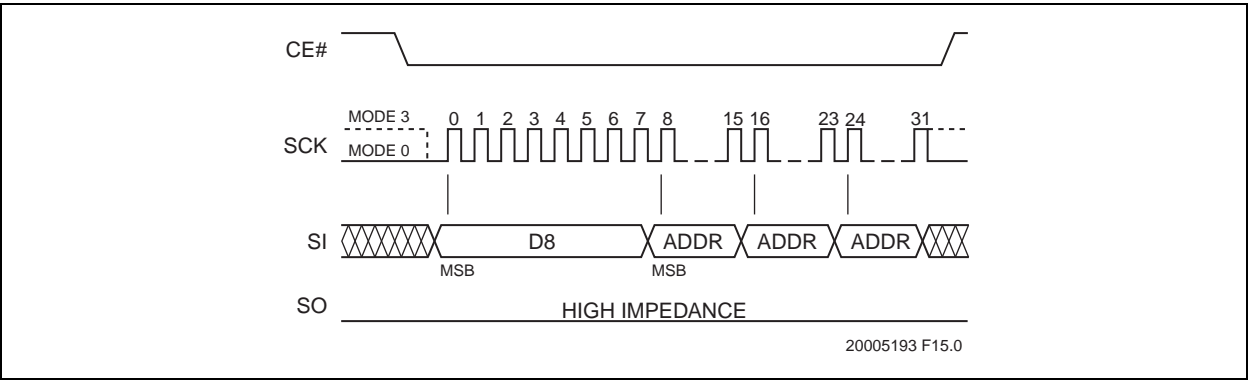 CE#
MODE 3
0 1 2 3 4 5 6 7 8 15 16 23 24 31
SCK
MODE 0
SI
D8 ADDR ADDR ADDR
MSB MSB
SO
HIGH IMPEDANCE
20005193 F15.0